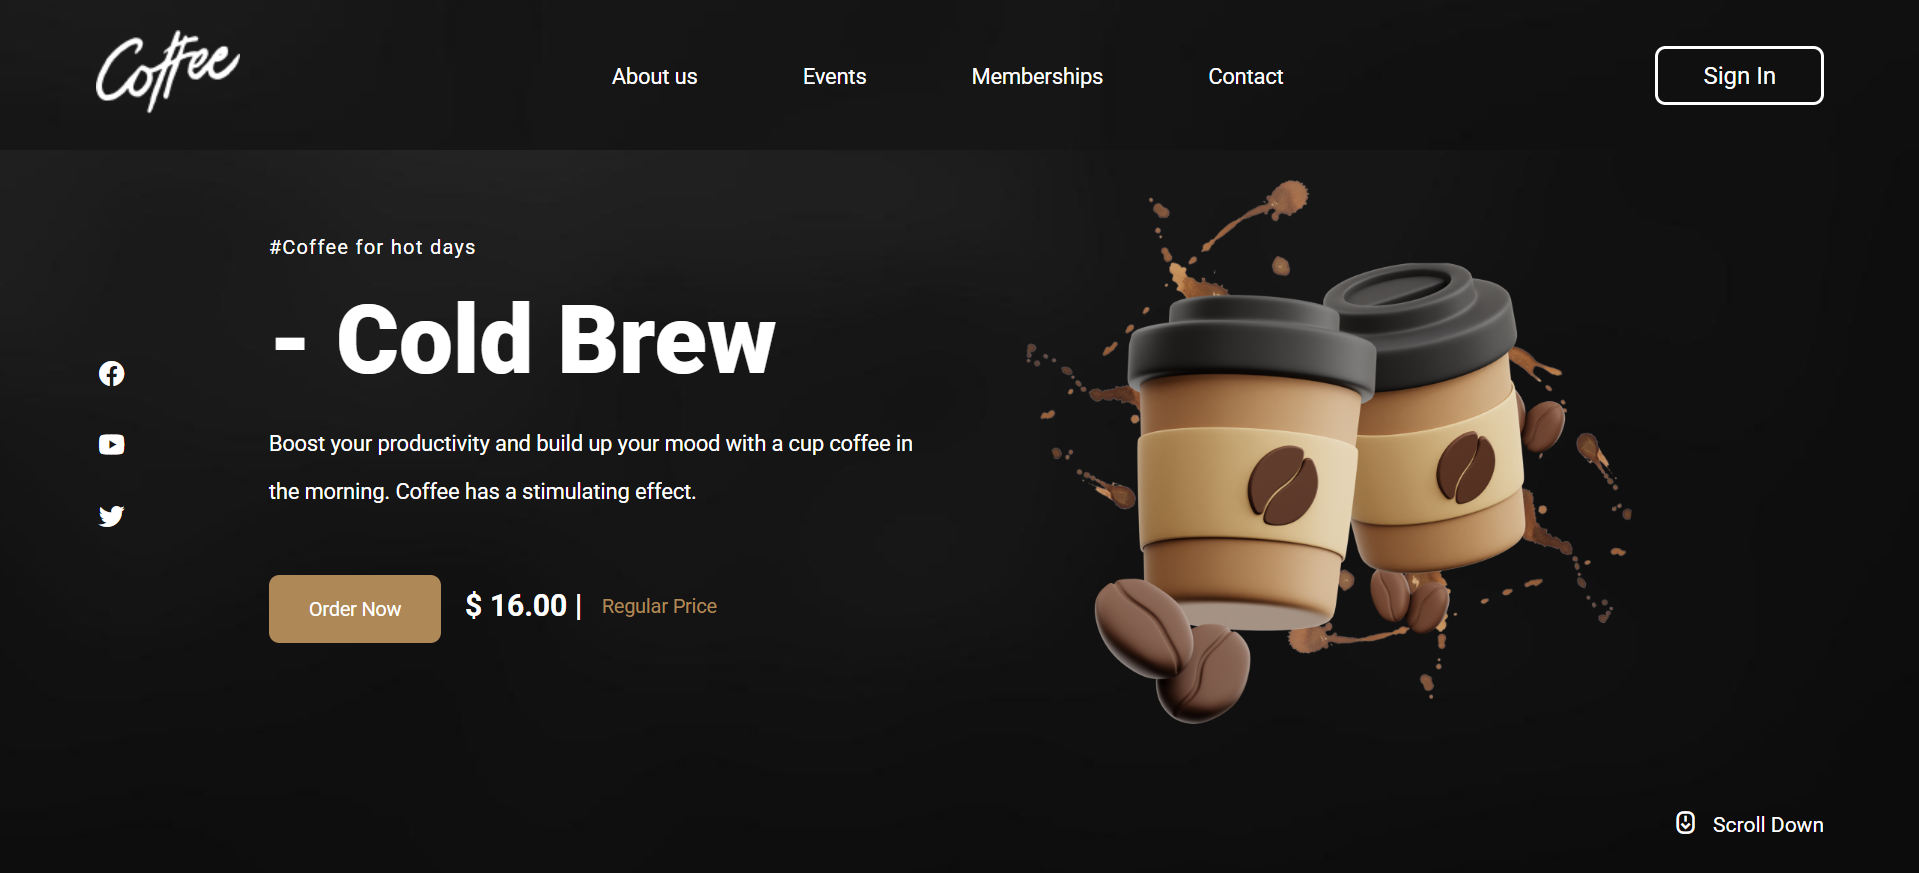 Coffee
About us
Events
Memberships
Contact
Sign In
#Coffee for hot days
- Cold Brew
Boost your productivity and build up your mood with a cup coffee in
the morning. Coffee has a stimulating effect.
Order Now
$ 16.00 |
Regular Price
Scroll Down